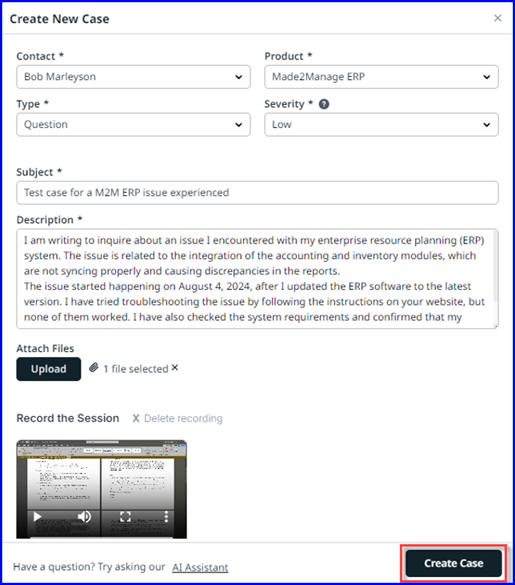 Create New Case
Contact * Product *
Bob Marleyson Made2Manage ERP
Type * Severity * ?
Question Low
Subject *
Test case for a M2M ERP issue experienced
Description *
I am writing to inquire about an issue I encountered with my enterprise resource planning (ERP)
system. The issue is related to the integration of the accounting and inventory modules, which
are not syncing properly and causing discrepancies in the reports.
The issue started happening on August 4, 2024, after I updated the ERP software to the latest
version. I have tried troubleshooting the issue by following the instructions on your website, but
none of them worked. I have also checked the system requirements and confirmed that my
Attach Files
Upload 1 file selected ×
Record the Session X Delete recording
Have a question? Try asking our AI Assistant Create Case